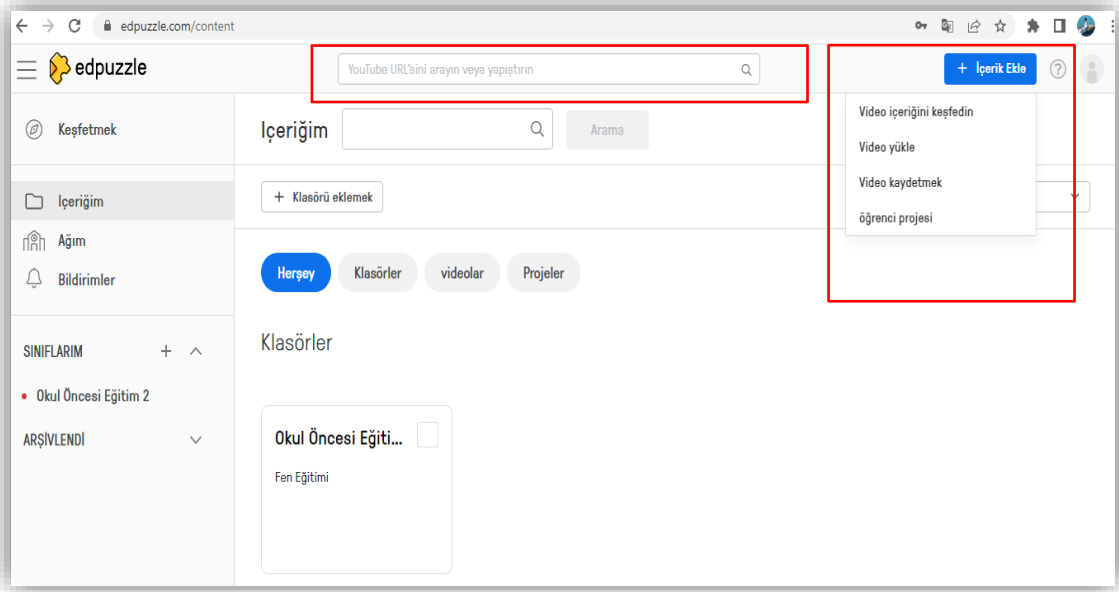 edpuzzle.com/content
edpuzzle
YouTube URL'sini arayın veya yapıştırın
+ İçerik Ekle
?
Video içeriğini keşfedin
Video yükle
Video kaydetmek
öğrenci projesi
Keşfetmek
Içeriğim
Ağım
Bildirimler
SINIFLARIM +
Okul Öncesi Eğitim 2
ARŞİVLENDİ
Içeriğim
Arama
+ Klasörü eklemek
Herşey Klasörler videolar Projeler
Klasörler
Okul Öncesi Eğiti...
Fen Eğitimi